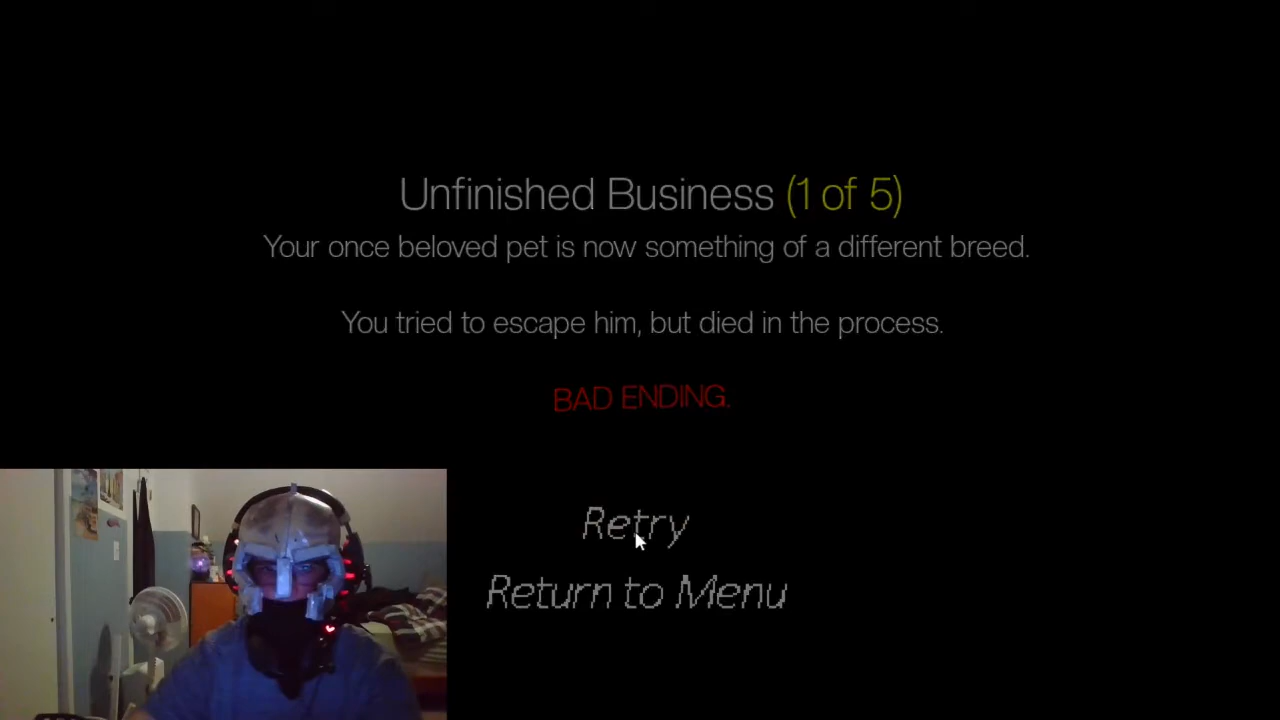 Unfinished Business (1 of 5)
Your once beloved pet is now something of a different breed.
You tried to escape him, but died in the process.
BAD ENDING.
Retry
Return to Menu